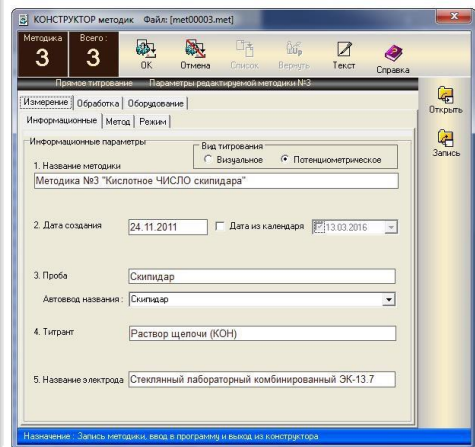 КОНСТРУКТОР методик Файл: [met00003.met]
Методика Всего :
3 3
OK Отмена Список Вернуть Текст Справка
Прямое титрование Параметры редактируемой методики №3
Измерение Обработка Оборудование
Информационные Метод Режим
Открыть
Запись
Информационные параметры
Вид титрования
Визуальное Потенциометрическое
1. Название методики
Методика №3 "Кислотное ЧИСЛО скипидара"
2. Дата создания 24.11.2011 Дата из календаря 13.03.2016
3. Проба Скипидар
Автоввод названия : Скипидар
4. Титрант Раствор щелочи (KOH)
5. Название электрода Стеклянный лабораторный комбинированный ЭК-13.7
Назначение : Запись методики, ввод в программу и выход из конструктора